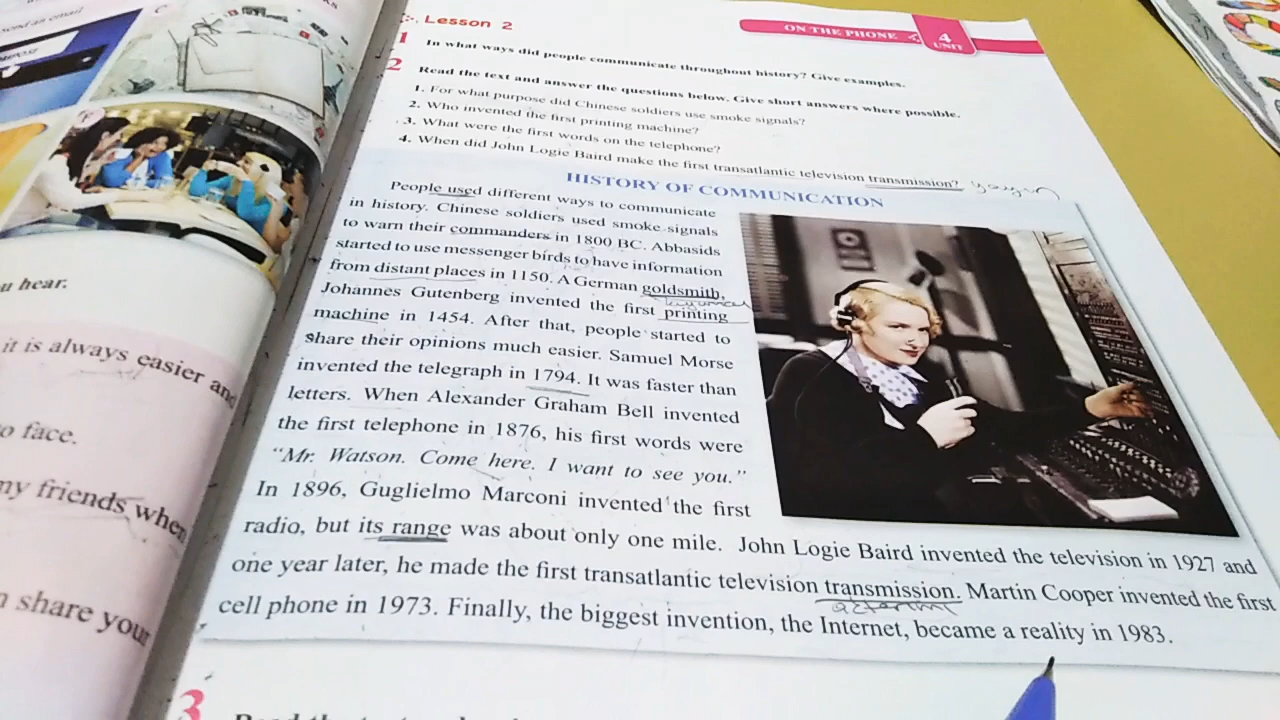 send an email
Lesson 2
ON THE PHONE
4
UNIT
1 In what ways did people communicate throughout history? Give examples.
2 Read the text and answer the questions below. Give short answers where possible.
1. For what purpose did Chinese soldiers use smoke signals?
2. Who invented the first printing machine?
3. What were the first words on the telephone?
4. When did John Logie Baird make the first transatlantic television transmission?
HISTORY OF COMMUNICATION
People used different ways to communicate
in history. Chinese soldiers used smoke signals
to warn their commanders in 1800 BC. Abbasids
started to use messenger birds to have information
from distant places in 1150. A German goldsmith,
Johannes Gutenberg invented the first printing
machine in 1454. After that, people started to
share their opinions much easier. Samuel Morse
invented the telegraph in 1794. It was faster than
letters. When Alexander Graham Bell invented
the first telephone in 1876, his first words were
“Mr. Watson. Come here. I want to see you.”
In 1896, Guglielmo Marconi invented the first
radio, but its range was about only one mile. John Logie Baird invented the television in 1927 and
one year later, he made the first transatlantic television transmission. Martin Cooper invented the first
cell phone in 1973. Finally, the biggest invention, the Internet, became a reality in 1983.
3
u hear.
it is always easier and
o face.
my friends when
share your